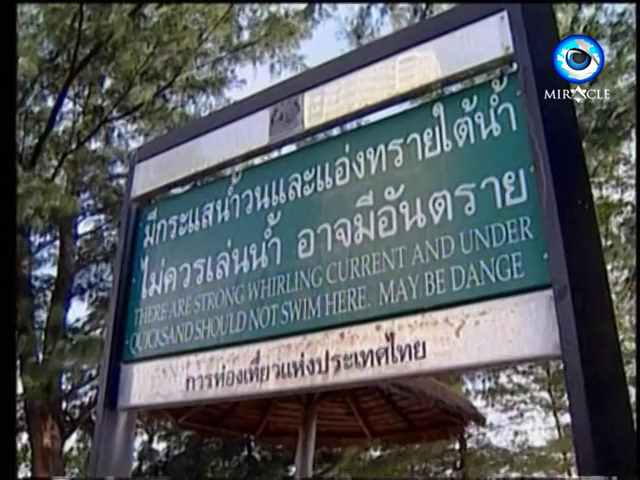 MIRACLE
มีกระแสน้ำวนและแอ่งทรายใต้น้ำ
ไม่ควรเล่นน้ำ อาจมีอันตราย
THERE ARE STRONG WHIRLING CURRENT AND UNDER
QUICKSAND SHOULD NOT SWIM HERE. MAY BE DANGE
การท่องเที่ยวแห่งประเทศไทย